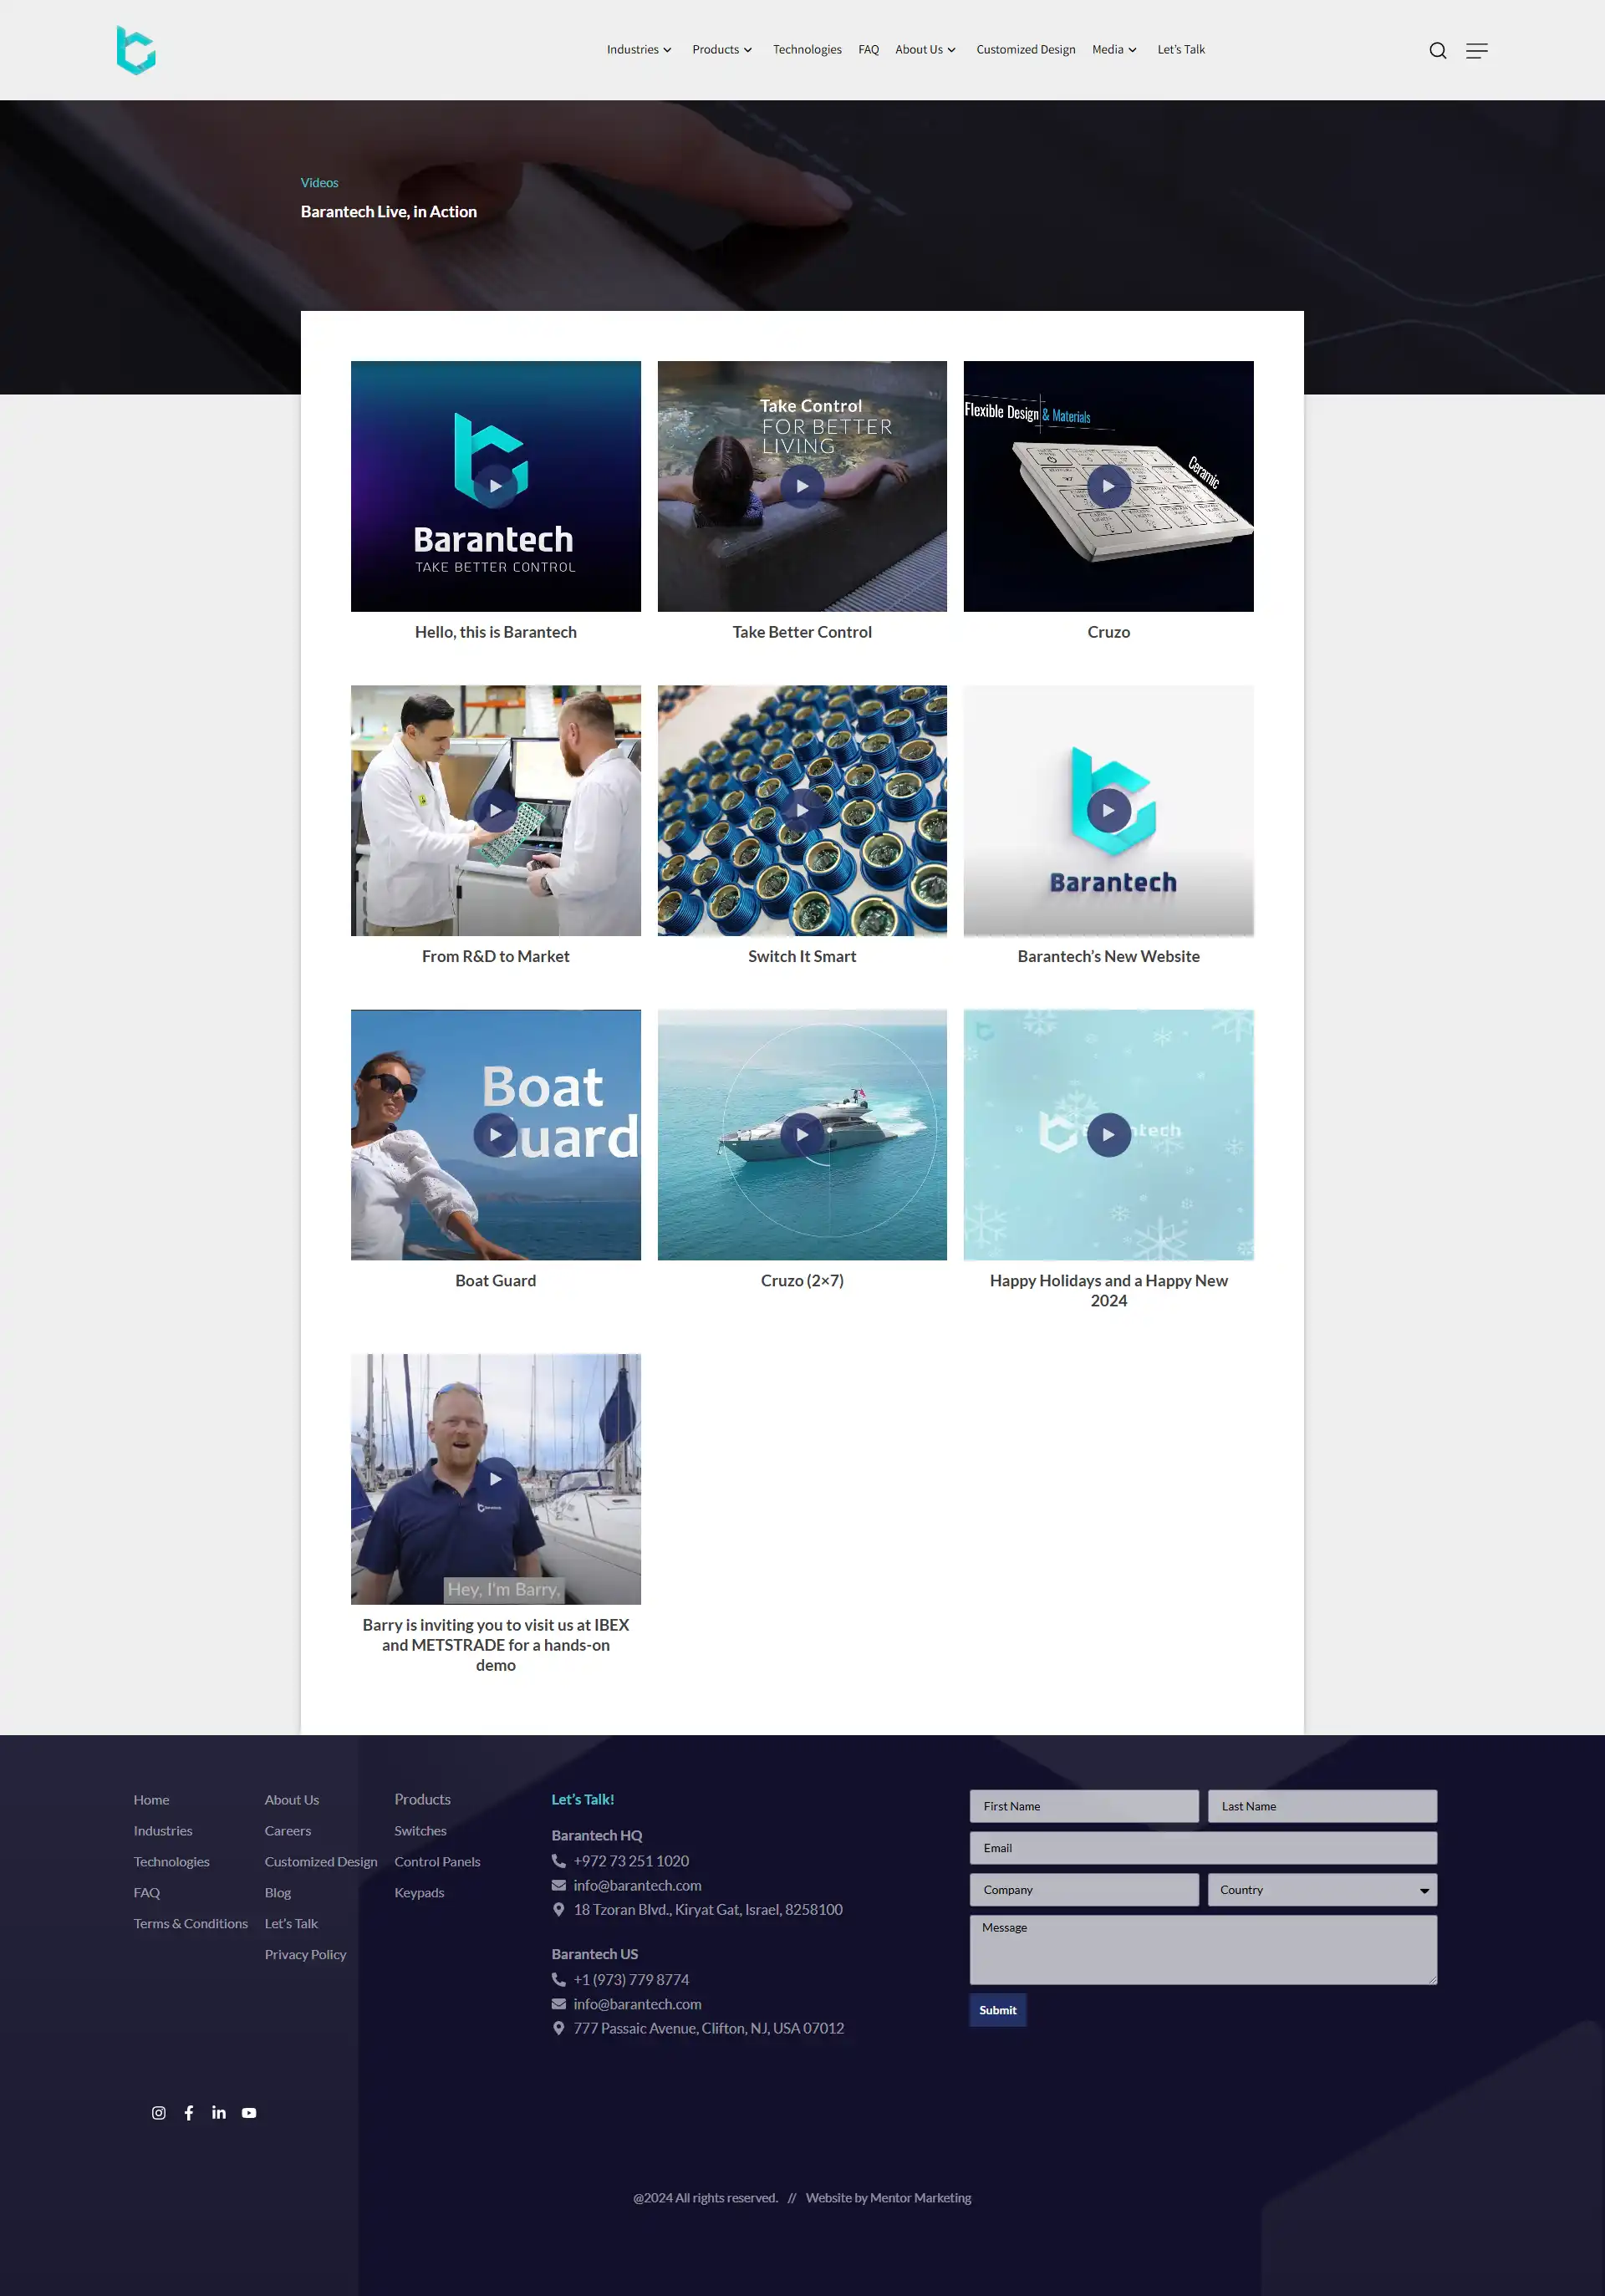 Industries
Products
Technologies
FAQ
About Us
Customized Design
Media
Let's Talk
Videos
Barantech Live, in Action
Barantech
TAKE BETTER CONTROL
Hello, this is Barantech
Take Control
FOR BETTER
LIVING
Take Better Control
Flexible Design & Materials
Ceramic
Cruzo
From R&D to Market
Switch It Smart
Barantech
Barantech's New Website
Boat
Guard
Boat Guard
Cruzo (2×7)
Barantech
Happy Holidays and a Happy New
2024
Barantech
Hey, I'm Barry,
Barry is inviting you to visit us at IBEX
and METSTRADE for a hands-on
demo
Home
Industries
Technologies
FAQ
Terms & Conditions
About Us
Careers
Customized Design
Blog
Let's Talk
Privacy Policy
Products
Switches
Control Panels
Keypads
Let's Talk!
Barantech HQ
+972 73 251 1020
info@barantech.com
18 Tzoran Blvd., Kiryat Gat, Israel, 8258100
Barantech US
+1 (973) 779 8774
info@barantech.com
777 Passaic Avenue, Clifton, NJ, USA 07012
First Name
Last Name
Email
Company
Country
Message
Submit
@2024 All rights reserved. // Website by Mentor Marketing